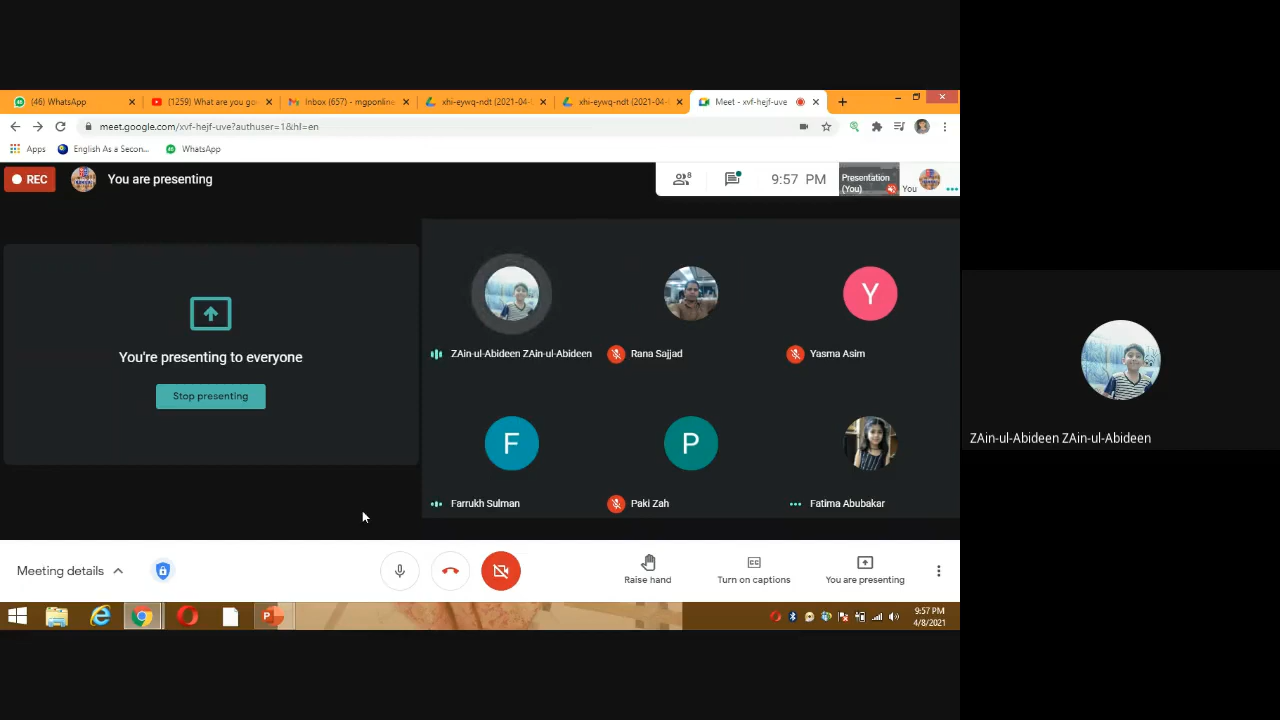 (46) WhatsApp
(1259) What are you go
Inbox (657) - mgponline
xhi-eywq-ndt (2021-04-
xhi-eywq-ndt (2021-04-
Meet - xvf-hejf-uve
meet.google.com/xvf-hejf-uve?authuser=1&hl=en
Apps
English As a Secon...
WhatsApp
REC
You are presenting
8
9:57 PM
Presentation
(You)
You
You're presenting to everyone
Stop presenting
ZAin-ul-Abideen ZAin-ul-Abideen
Rana Sajjad
Y
Yasma Asim
F
Farrukh Sulman
P
Paki Zah
Fatima Abubakar
ZAin-ul-Abideen ZAin-ul-Abideen
Meeting details
Raise hand
CC
Turn on captions
You are presenting
9:57 PM
4/8/2021